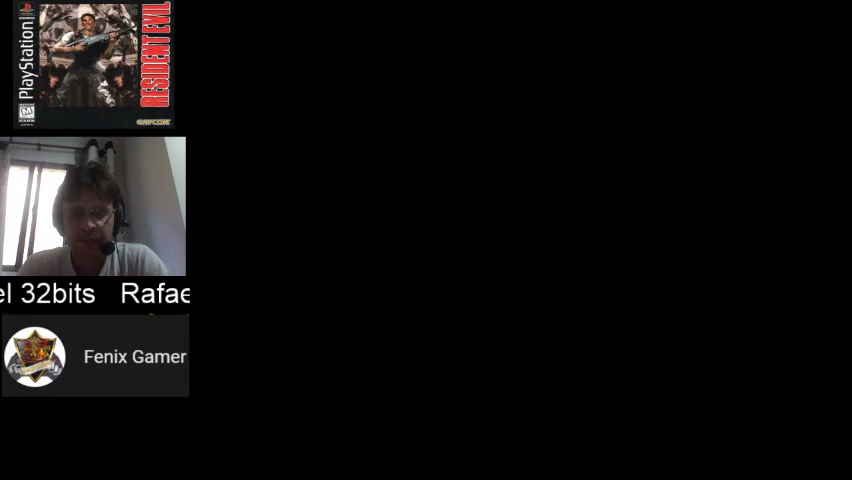 PlayStation
RESIDENT EVIL
CAPCOM
el 32bits Rafae
Fenix Gamer